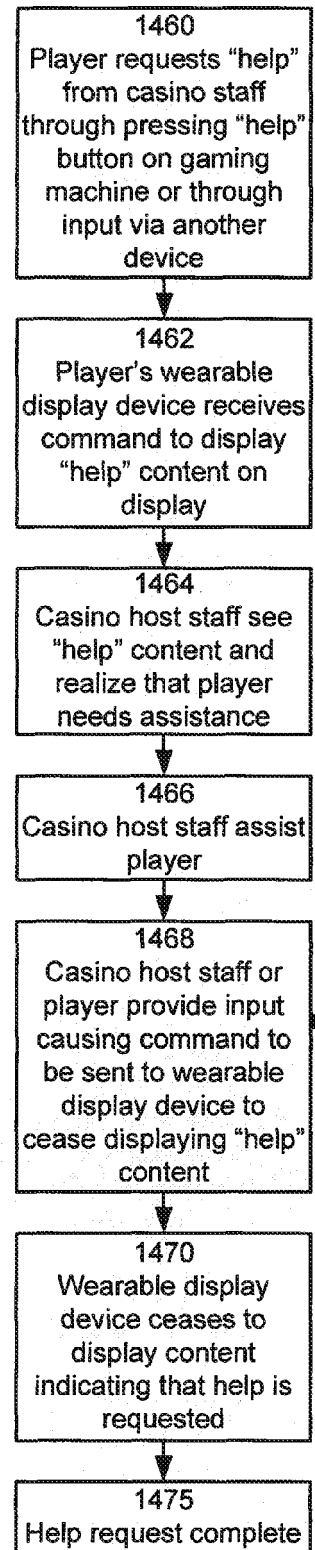 1460
Player requests “help”
from casino staff
through pressing “help”
button on gaming
machine or through
input via another
device
1462
Player's wearable
display device receives
command to display
“help” content on
display
1464
Casino host staff see
“help” content and
realize that player
needs assistance
1466
Casino host staff assist
player
1468
Casino host staff or
player provide input
causing command to
be sent to wearable
display device to
cease displaying “help”
content
1470
Wearable display
device ceases to
display content
indicating that help is
requested
1475
Help request complete